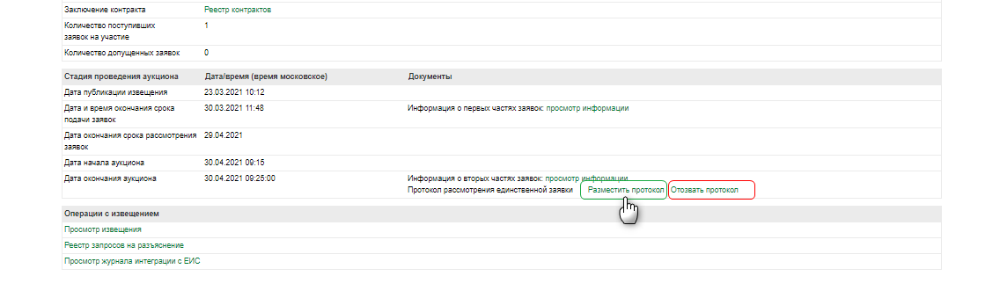 Заключение контракта Реестр контрактов
Количество поступивших 1
заявок на участие
Количество допущенных заявок 0
Стадия проведения аукциона Дата/время (время московское) Документы
Дата публикации извещения 23.03.2021 10:12
Дата и время окончания срока 30.03.2021 11:48 Информация о первых частях заявок: просмотр информации
подачи заявок
Дата окончания срока рассмотрения 29.04.2021
заявок
Дата начала аукциона 30.04.2021 09:15
Дата окончания аукциона 30.04.2021 09:25:00 Информация о вторых частях заявок: просмотр информации
Протокол рассмотрения единственной заявки Разместить протокол Отозвать протокол
Операции с извещением
Просмотр извещения
Реестр запросов на разъяснение
Просмотр журнала интеграции с ЕИС